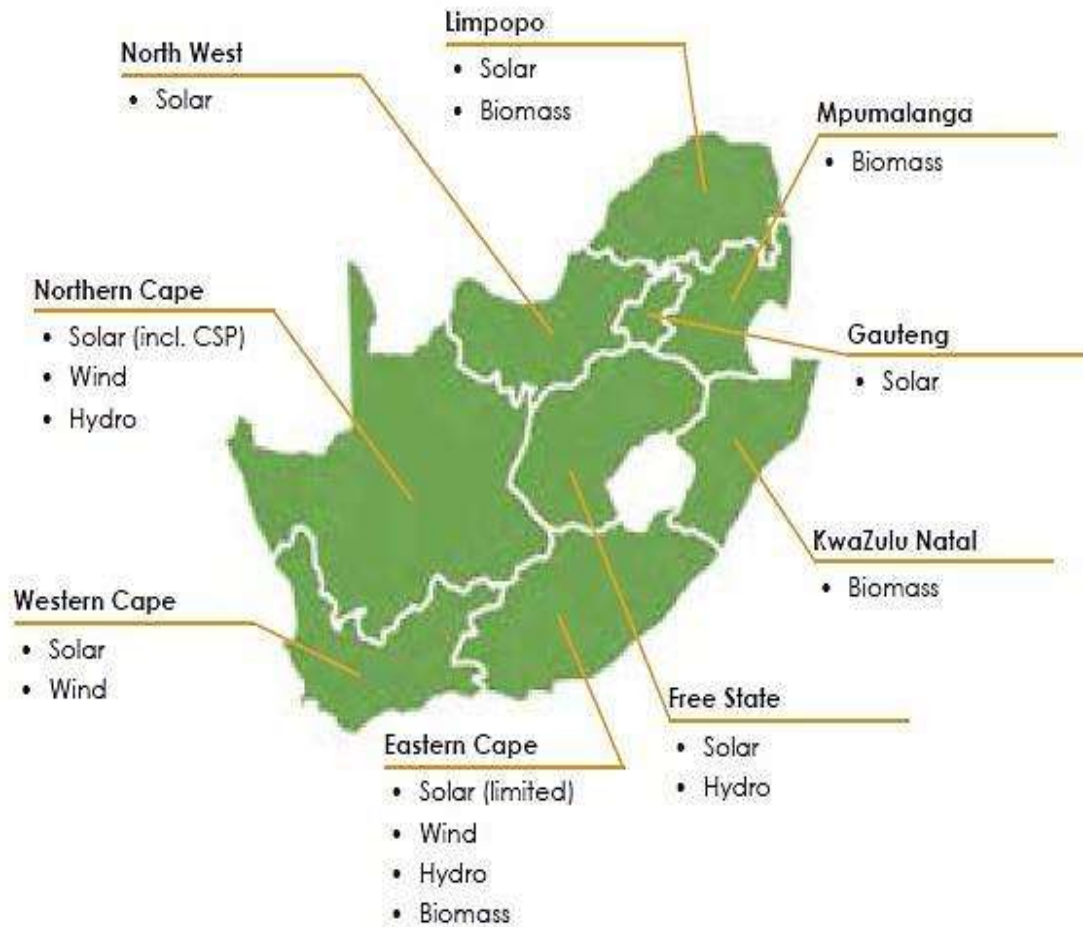 Limpopo
• Solar
• Biomass
North West
• Solar
Mpumalanga
• Biomass
Northern Cape
• Solar (incl. CSP)
• Wind
• Hydro
Gauteng
• Solar
KwaZulu Natal
• Biomass
Western Cape
• Solar
• Wind
Free State
• Solar
• Hydro
Eastern Cape
• Solar (limited)
• Wind
• Hydro
• Biomass